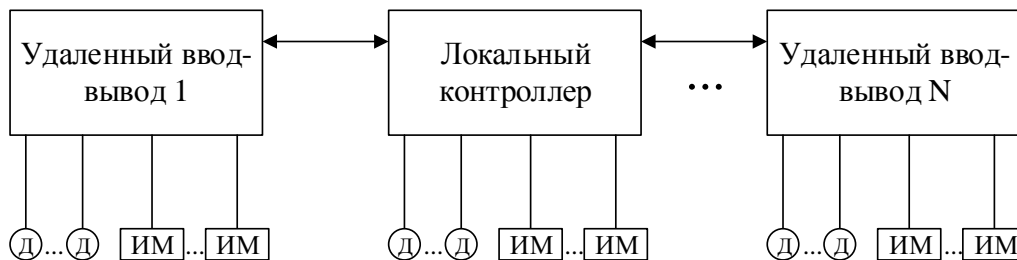 Удаленный ввод-
вывод 1
Локальный
контроллер
...
Удаленный ввод-
вывод N
Д...Д ИМ...ИМ
Д...Д ИМ...ИМ
Д...Д ИМ...ИМ